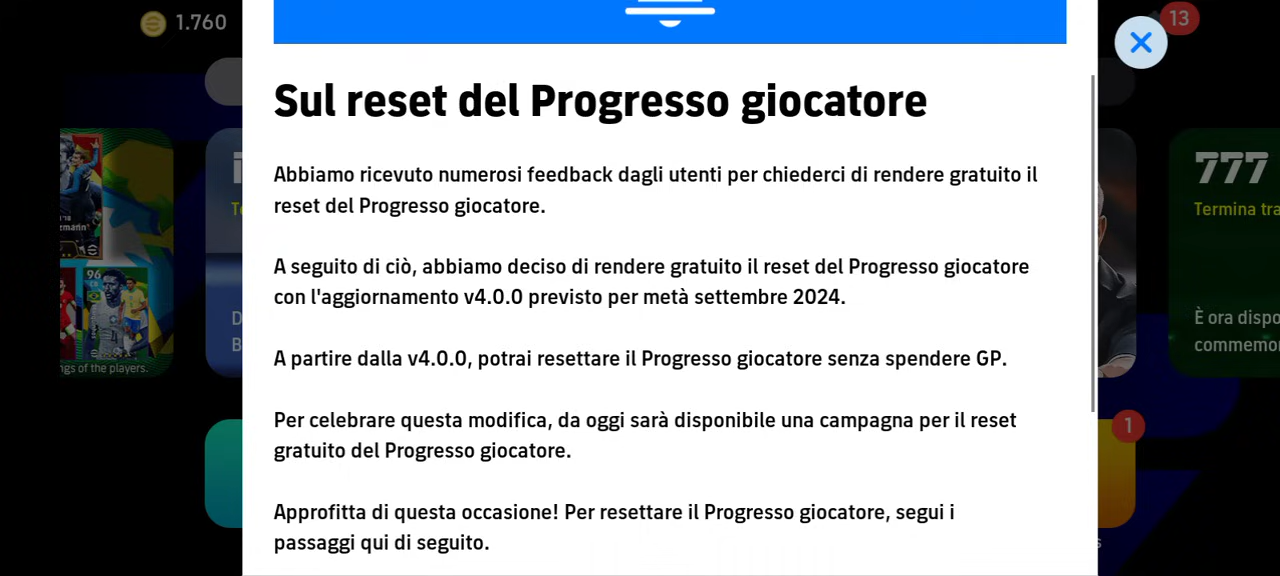 1.760
13
Sul reset del Progresso giocatore
Abbiamo ricevuto numerosi feedback dagli utenti per chiederci di rendere gratuito il
reset del Progresso giocatore.
A seguito di ciò, abbiamo deciso di rendere gratuito il reset del Progresso giocatore
con l'aggiornamento v4.0.0 previsto per metà settembre 2024.
A partire dalla v4.0.0, potrai resettare il Progresso giocatore senza spendere GP.
Per celebrare questa modifica, da oggi sarà disponibile una campagna per il reset
gratuito del Progresso giocatore.
Approfitta di questa occasione! Per resettare il Progresso giocatore, segui i
passaggi qui di seguito.
96
ngs of the players.
777
Termina tra
È ora dispo
commemor
1